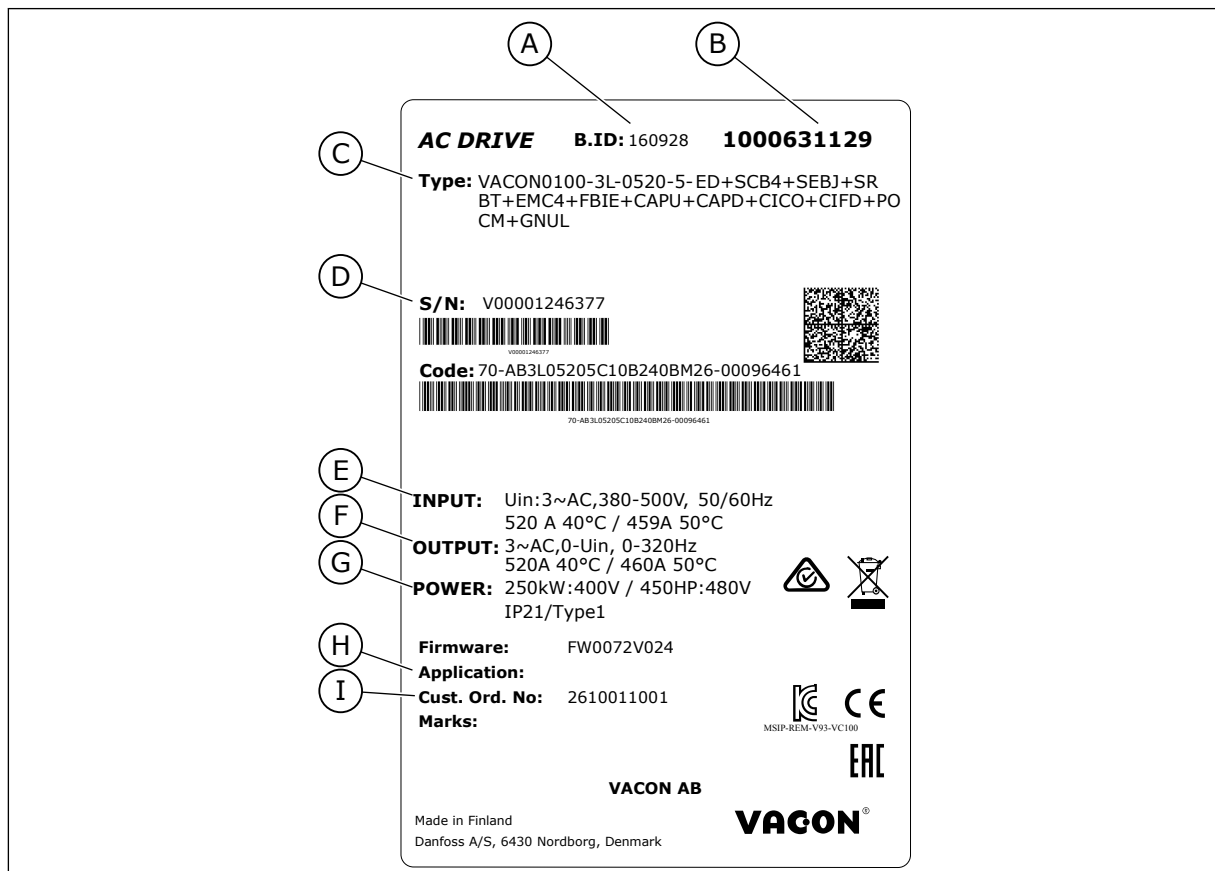 A
B
AC DRIVE B.ID: 160928 1000631129
C
Type: VACON0100-3L-0520-5-ED+SCB4+SEBJ+SR
BT+EMC4+FBIE+CAPU+CAPD+CICO+CIFD+PO
CM+GNUL
D
S/N: V00001246377
V00001246377
Code: 70-AB3L05205C10B240BM26-00096461
70-AB3L05205C10B240BM26-00096461
E
INPUT: Uin:3~AC,380-500V, 50/60Hz
520 A 40°C / 459A 50°C
F
OUTPUT: 3~AC,0-Uin, 0-320Hz
520A 40°C / 460A 50°C
G
POWER: 250kW:400V / 450HP:480V
IP21/Type1
Firmware: FW0072V024
H
Application:
I
Cust. Ord. No: 2610011001
Marks:
MSIP-REM-V93-VC100
CE
EAC
VACON AB
Made in Finland
VACON®
Danfoss A/S, 6430 Nordborg, Denmark